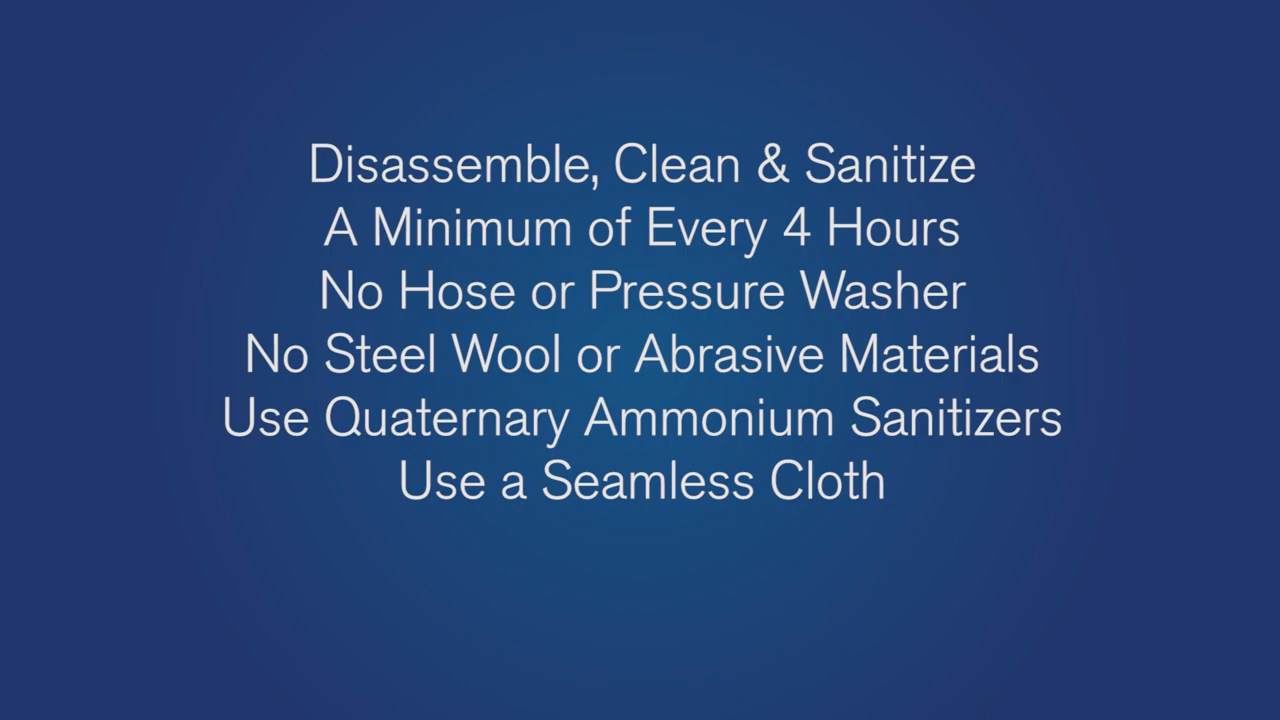 Disassemble, Clean & Sanitize
A Minimum of Every 4 Hours
No Hose or Pressure Washer
No Steel Wool or Abrasive Materials
Use Quaternary Ammonium Sanitizers
Use a Seamless Cloth